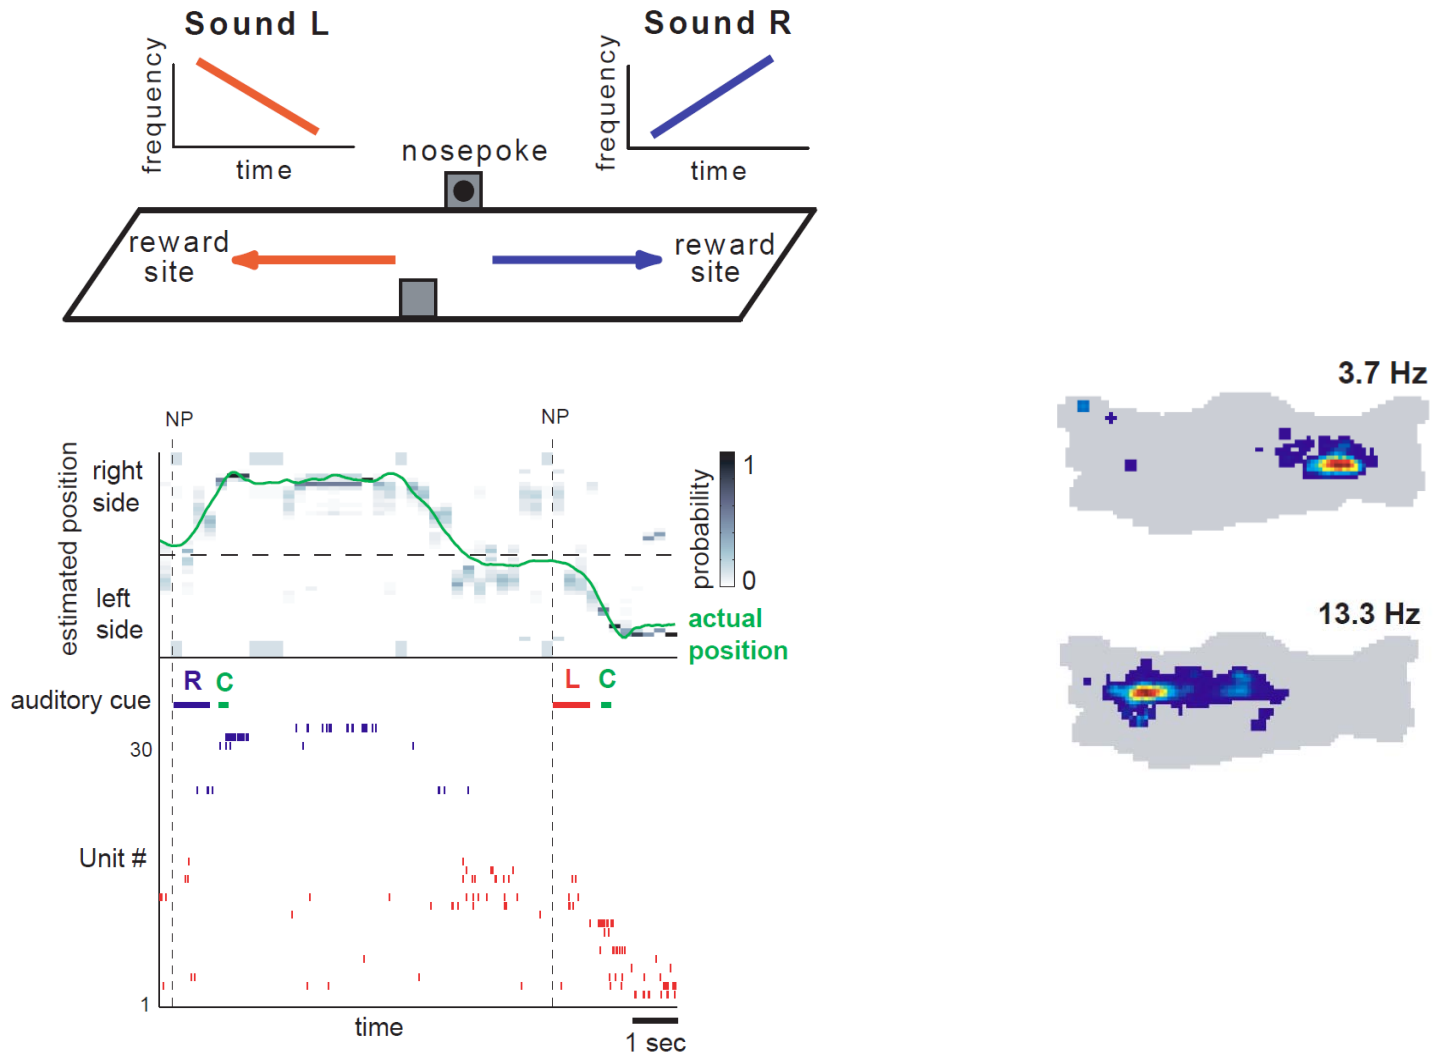 Sound L
Sound R
frequency
time
frequency
time
nosepoke
reward
site
reward
site
NP
NP
estimated position
right
side
left
side
probability
1
0
actual
position
auditory cue
R
C
L
C
30
Unit #
1
time
1 sec
3.7 Hz
13.3 Hz